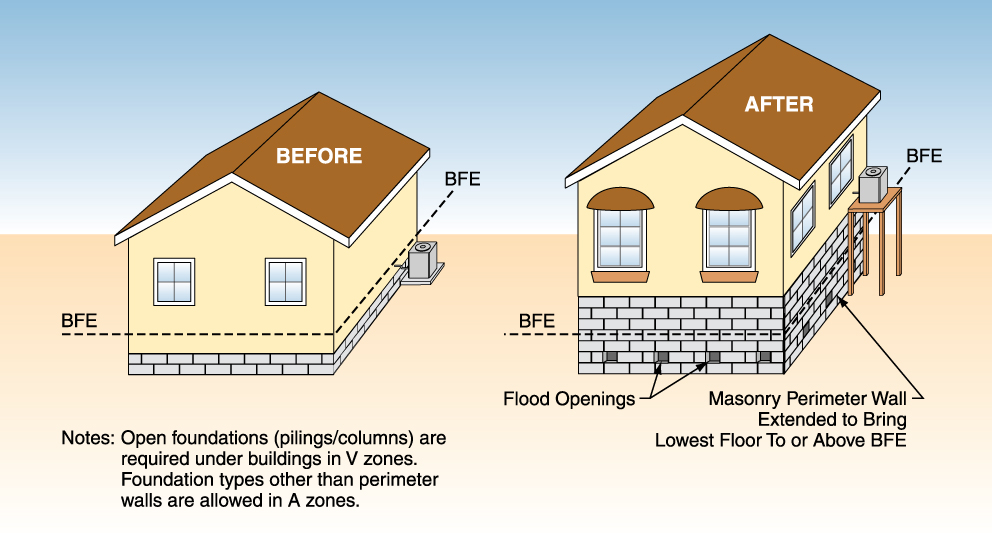 BEFORE
BFE
BFE
Notes: Open foundations (pilings/columns) are
required under buildings in V zones.
Foundation types other than perimeter
walls are allowed in A zones.
AFTER
BFE
BFE
Flood Openings
Masonry Perimeter Wall
Extended to Bring
Lowest Floor To or Above BFE